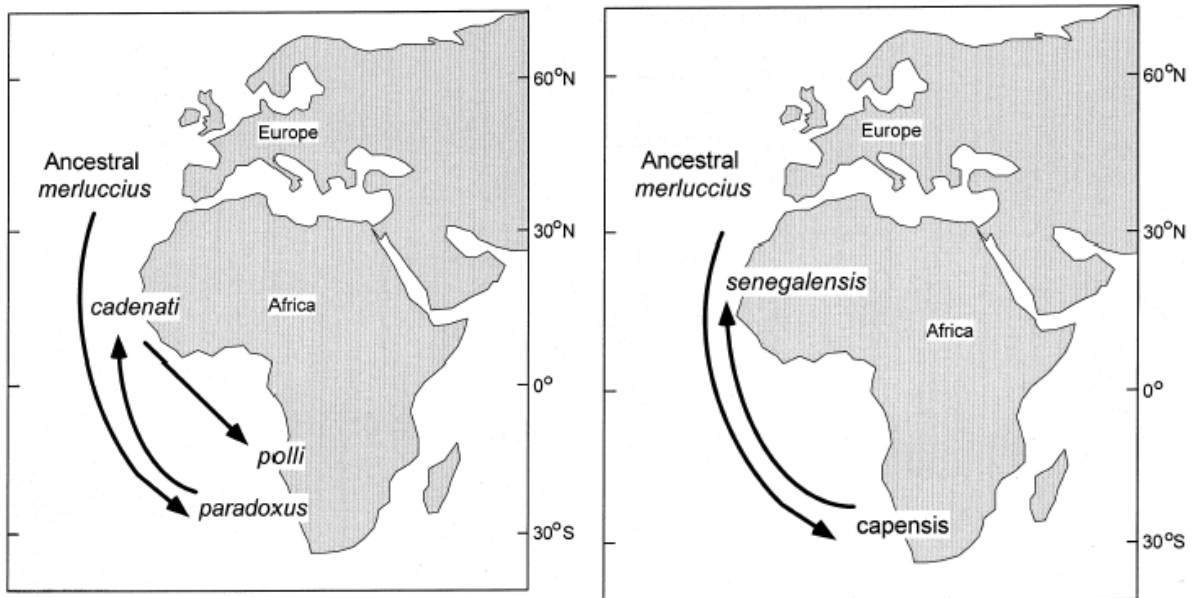 60°N
Europe
Ancestral
merluccius
30°N
cadenati
Africa
0°
polli
paradoxus
30°S
60°N
Europe
Ancestral
merluccius
30°N
senegalensis
Africa
0°
capensis
30°S